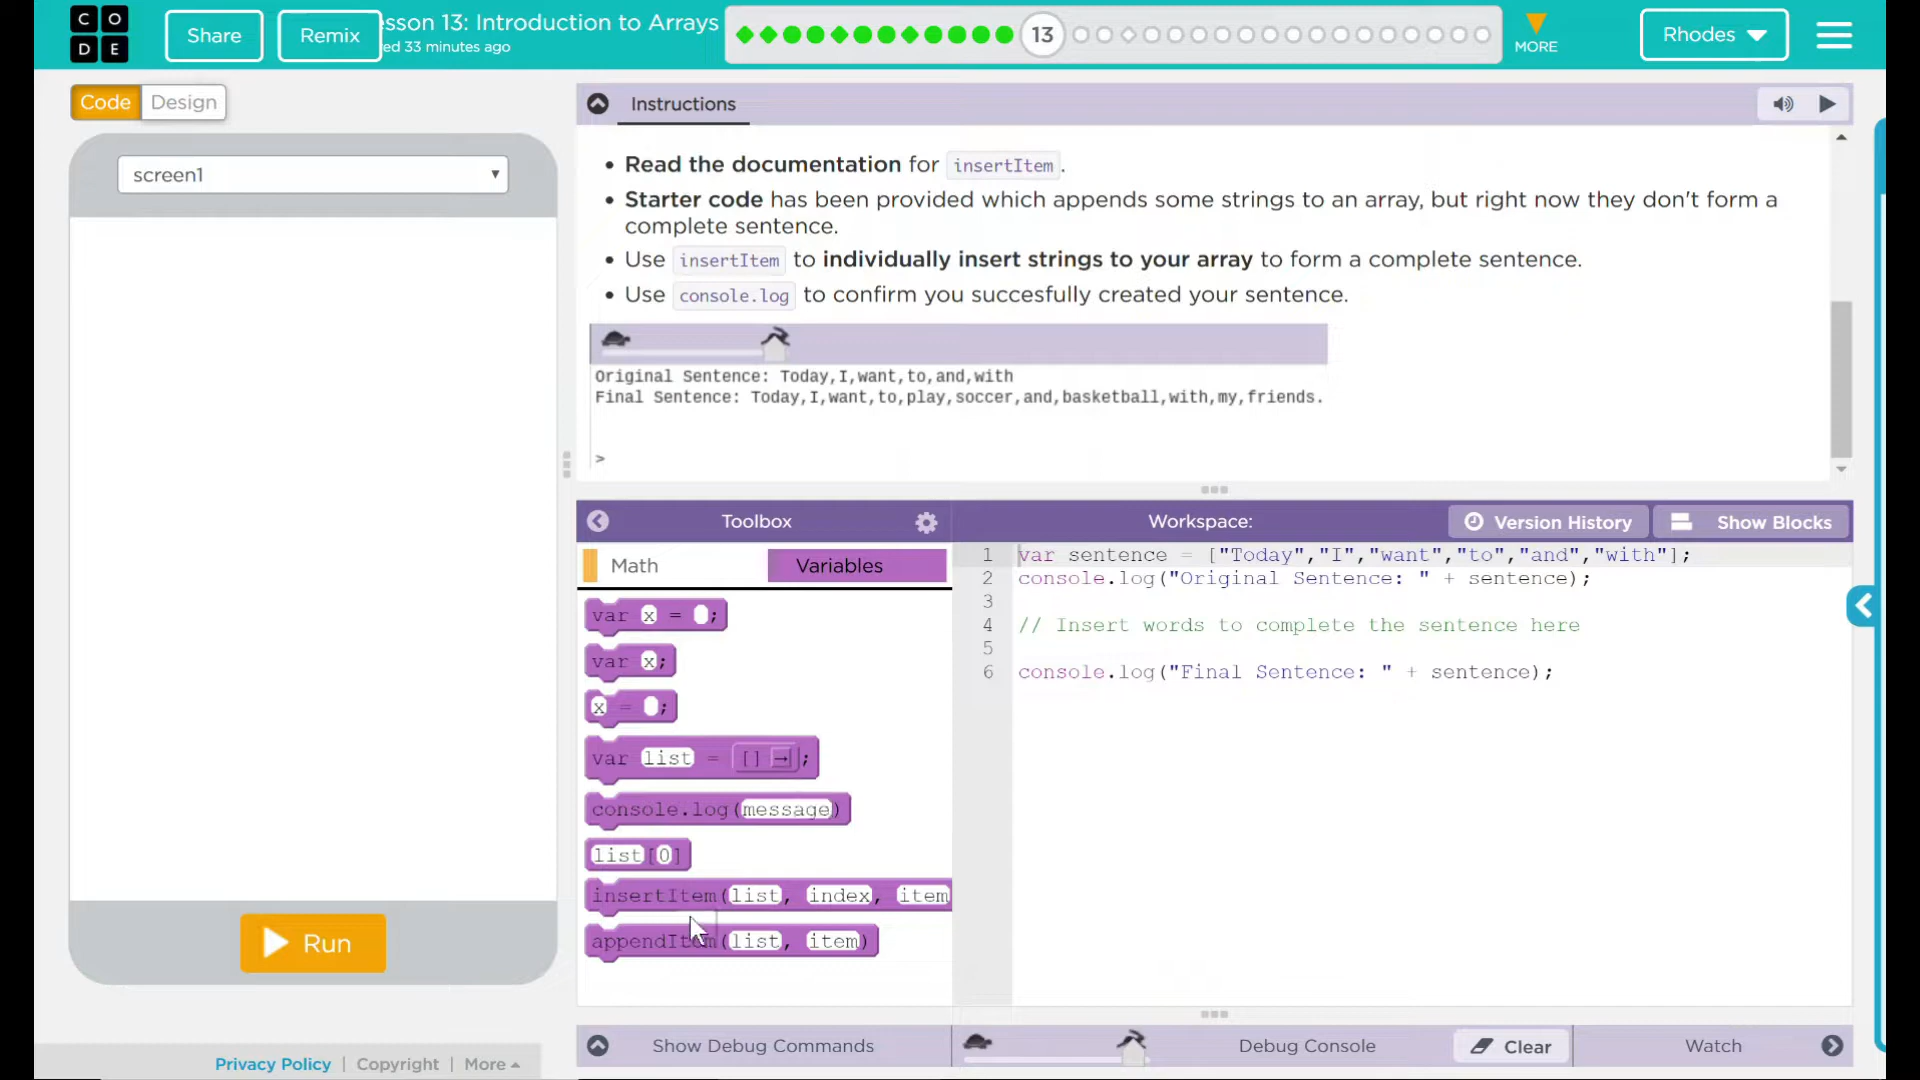 C O
D E
Share
Remix
esson 13: Introduction to Arrays
ed 33 minutes ago
13
MORE
Rhodes
Code
Design
screen1
Instructions
Read the documentation for insertItem.
Starter code has been provided which appends some strings to an array, but right now they don't form a
complete sentence.
Use insertItem to individually insert strings to your array to form a complete sentence.
Use console.log to confirm you succesfully created your sentence.
Original Sentence: Today,I,want,to,and,with
Final Sentence: Today,I,want,to,play,soccer,and,basketball,with,my,friends.
>
Toolbox
Workspace:
Version History
Show Blocks
Math
Variables
var x = ;
var x;
x = ;
var list = [];
console.log(message)
list[0]
insertItem(list, index, item
appendItem(list, item)
1 var sentence = ["Today","I","want","to","and","with"];
2 console.log("Original Sentence: " + sentence);
3
4 // Insert words to complete the sentence here
5
6 console.log("Final Sentence: " + sentence);
Run
Show Debug Commands
Debug Console
Clear
Watch
Privacy Policy | Copyright | More